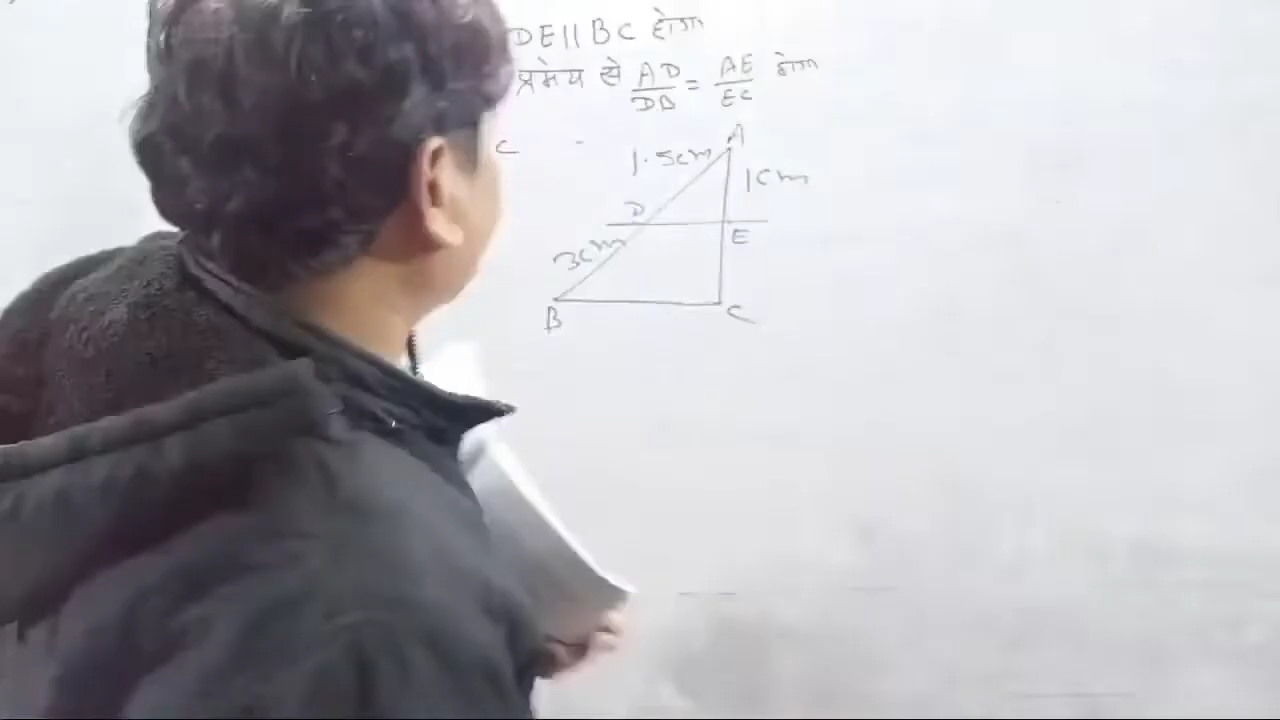 DE||BC होगा
प्रमेय से AD/DB = AE/EC होगा
C
A
1.5cm
1cm
D
E
3cm
B
C